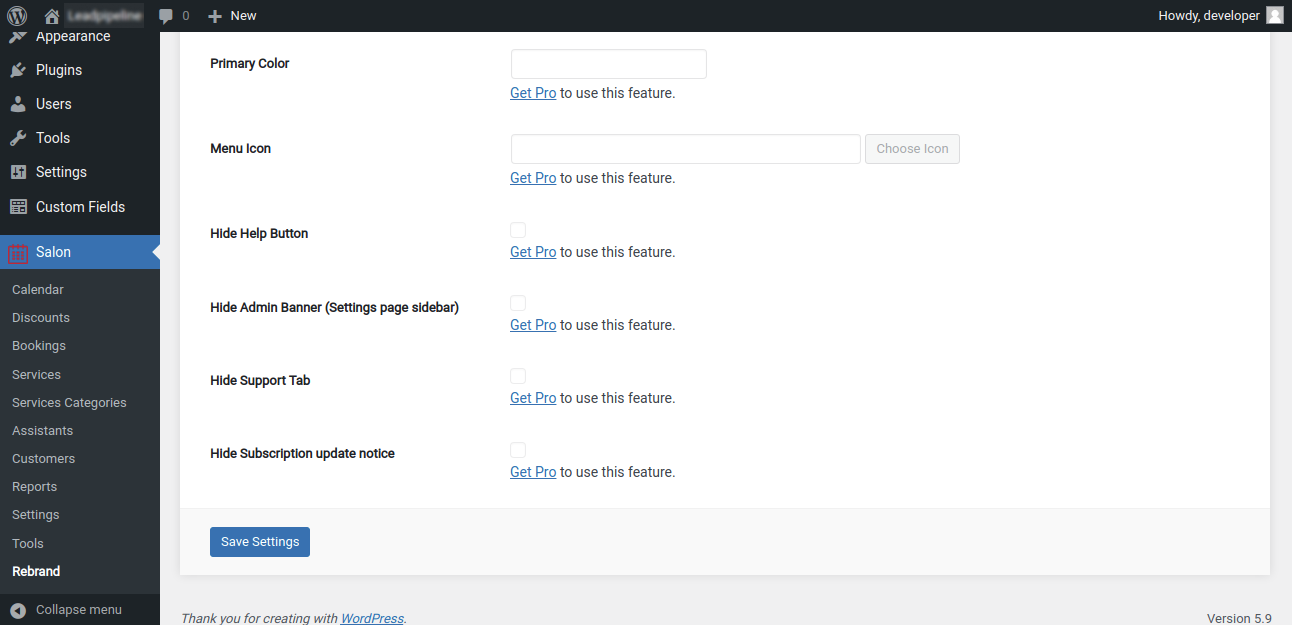 0 New Howdy, developer
Appearance
Plugins
Users
Tools
Settings
Custom Fields
Salon
Calendar
Discounts
Bookings
Services
Services Categories
Assistants
Customers
Reports
Settings
Tools
Rebrand
Collapse menu
Primary Color
Get Pro to use this feature.
Menu Icon
Choose Icon
Get Pro to use this feature.
Hide Help Button
Get Pro to use this feature.
Hide Admin Banner (Settings page sidebar)
Get Pro to use this feature.
Hide Support Tab
Get Pro to use this feature.
Hide Subscription update notice
Get Pro to use this feature.
Save Settings
Thank you for creating with WordPress.
Version 5.9